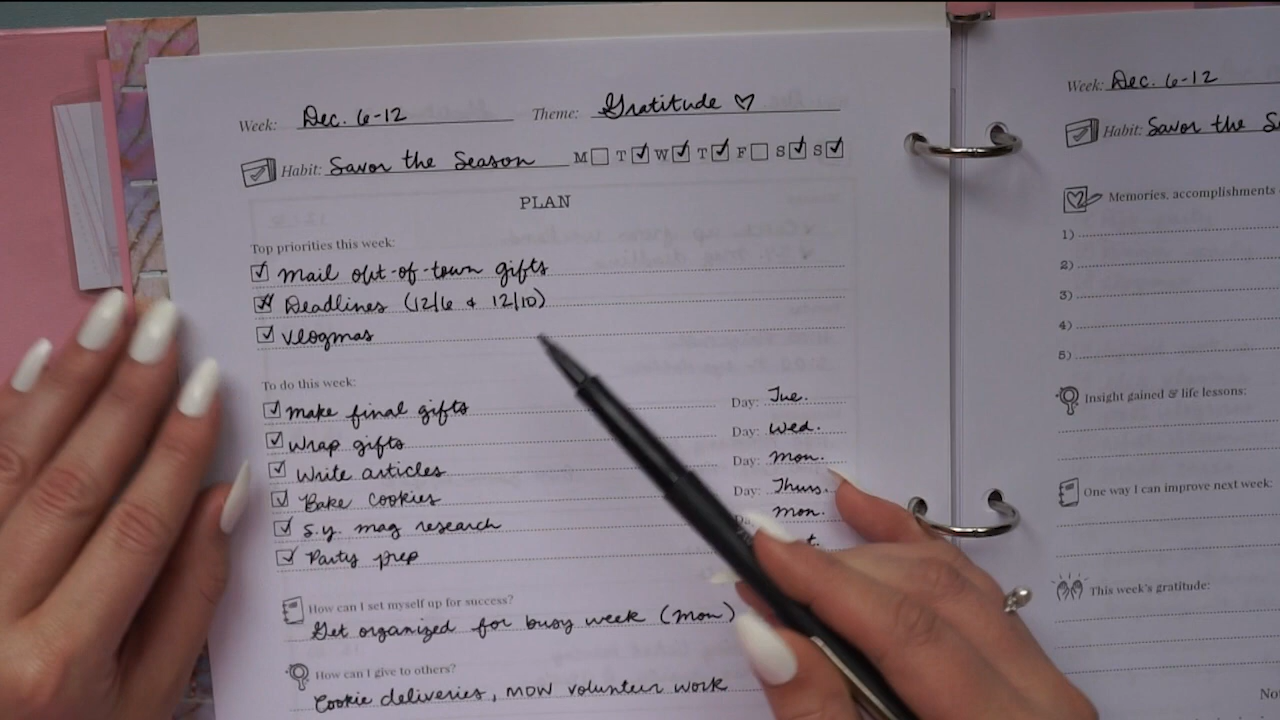 Week: Dec. 6-12 Theme: Gratitude ♡
Habit: Savor the Season M T W T F S S
PLAN
Top priorities this week:
Mail out-of-town gifts
Deadlines (12/6 & 12/10)
Vlogmas
To do this week:
Make final gifts Day: Tue.
Wrap gifts Day: Wed.
Write articles Day: Mon.
Bake cookies Day: Thurs.
S.y. mag research Mon.
Party prep
How can I set myself up for success?
Get organized for busy week (Mon)
How can I give to others?
Cookie deliveries, MDW volunteer work
Week: Dec. 6-12
Habit: Savor the
Memories, accomplishments
1)
2)
3)
4)
5)
Insight gained & life lessons:
One way I can improve next week:
This week's gratitude: